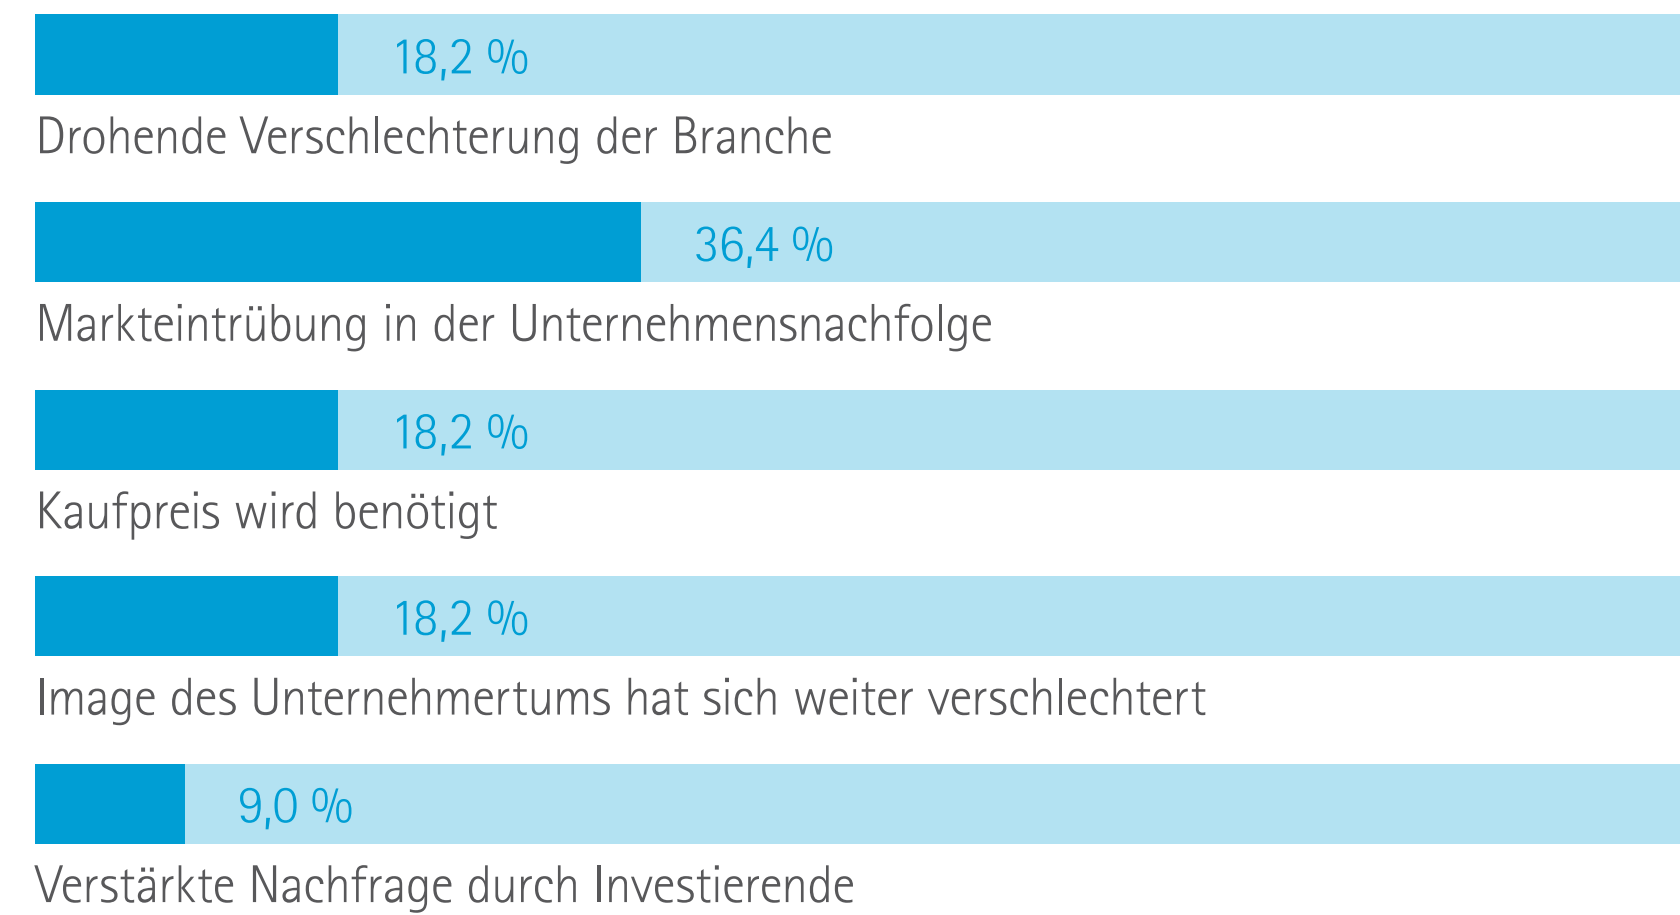 18,2 %
Drohende Verschlechterung der Branche
36,4 %
Markteintrübung in der Unternehmensnachfolge
18,2 %
Kaufpreis wird benötigt
18,2 %
Image des Unternehmertums hat sich weiter verschlechtert
9,0 %
Verstärkte Nachfrage durch Investierende